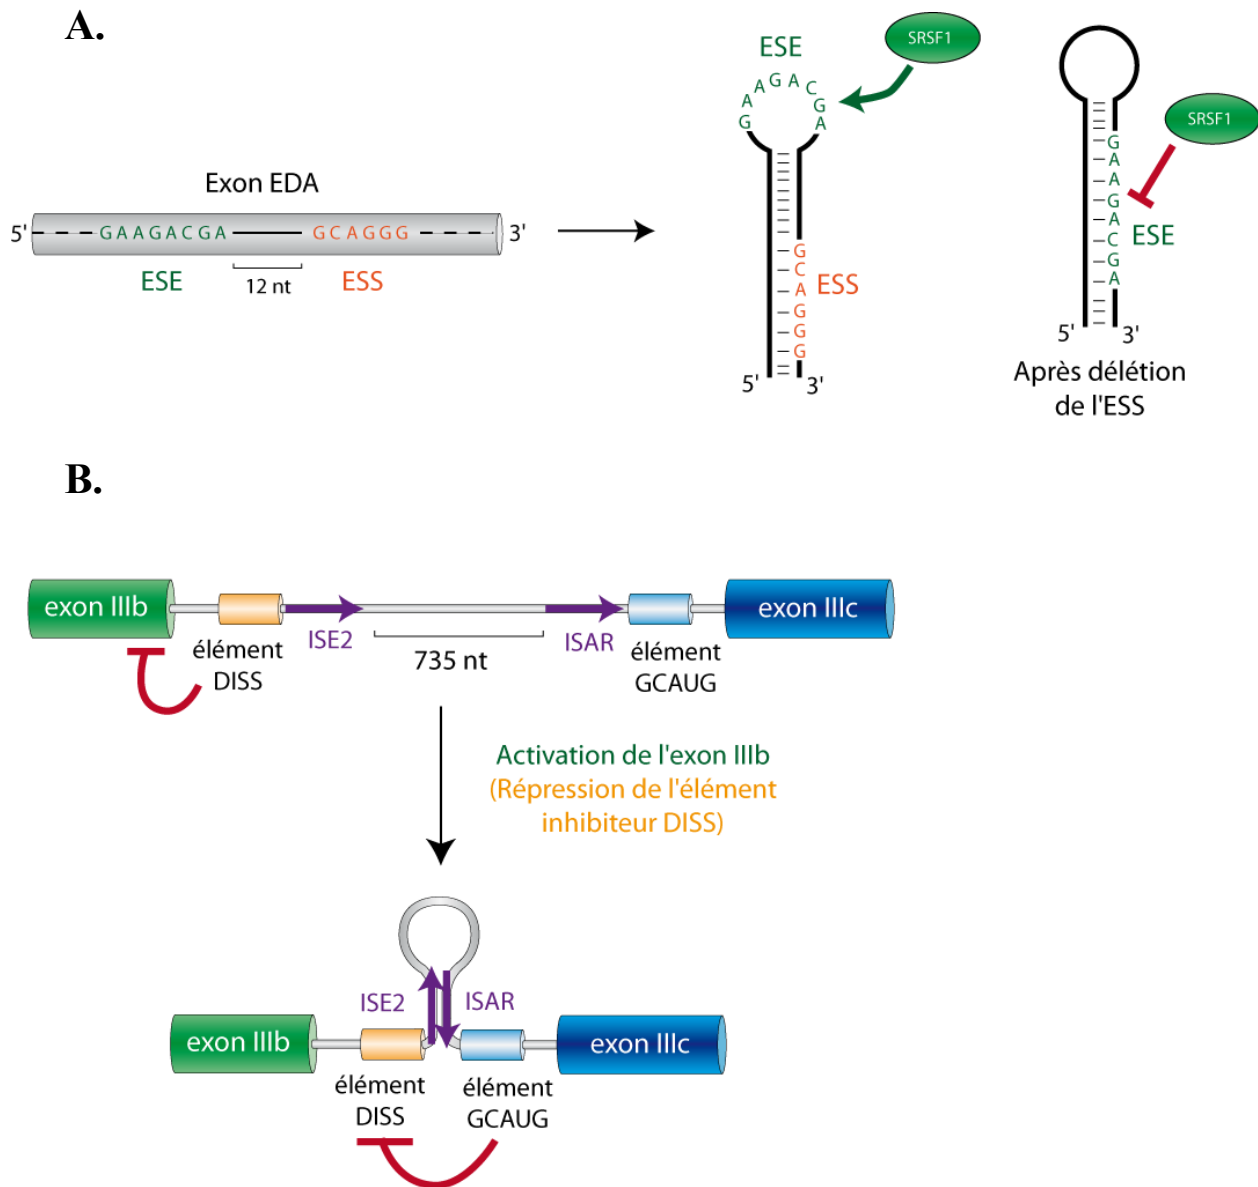 A.
Exon EDA
5' GAAGACGA GCAGGG 3'
ESE 12 nt ESS
ESE
SRSF1
GAAGACGA
GCAGGG
ESS
5' 3'
SRSF1
GAAGACGA
ESE
5' 3'
Après délétion
de l'ESS
B.
exon IIIb
élément
DISS
ISE2
735 nt
ISAR
élément
GCAUG
exon IIIc
Activation de l'exon IIIb
(Répression de l'élément
inhibiteur DISS)
ISE2 ISAR
exon IIIb
exon IIIc
élément
DISS
élément
GCAUG